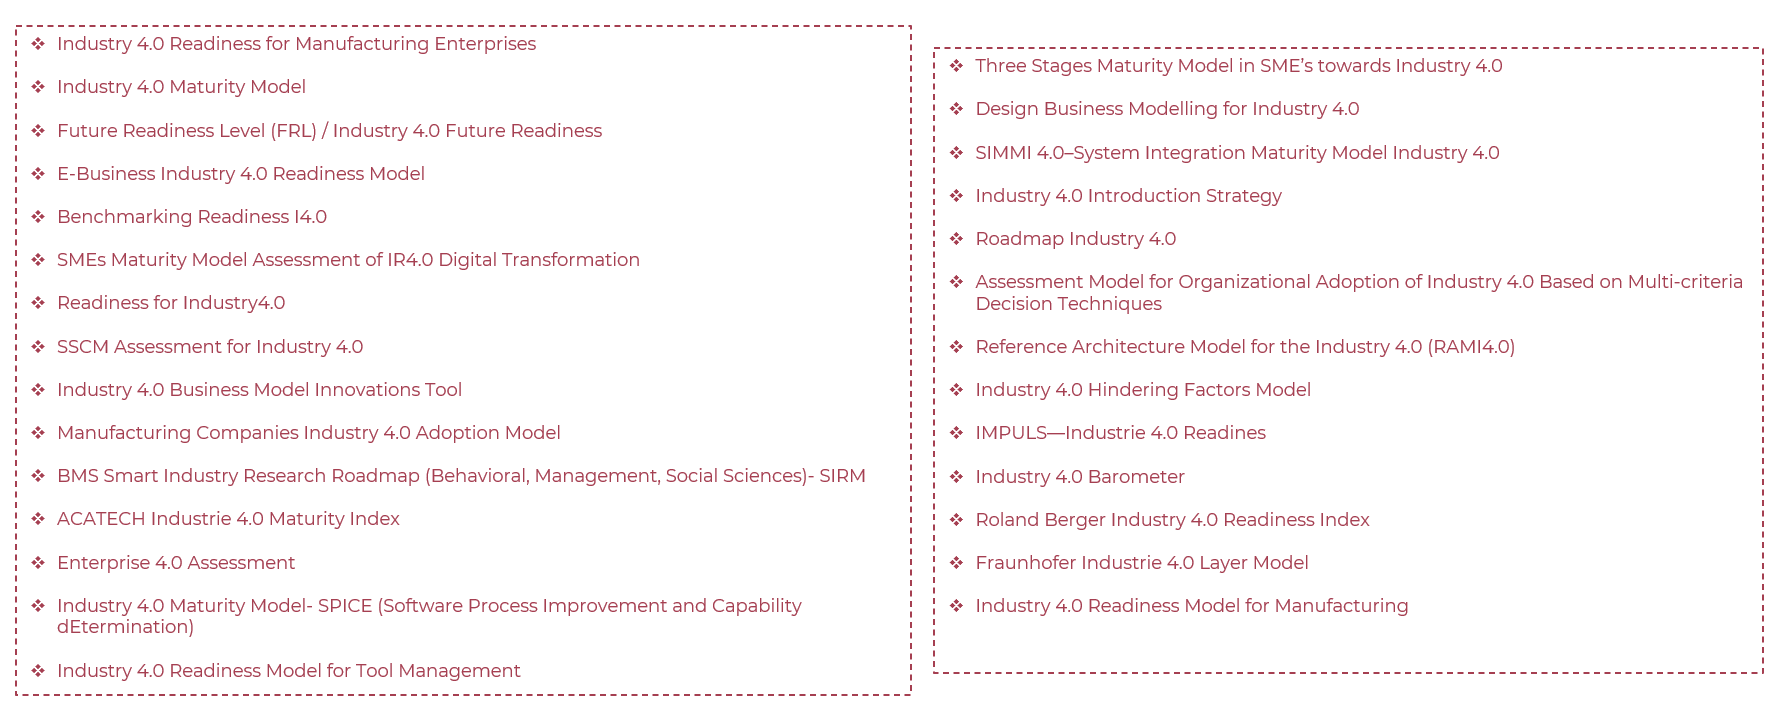 ❖ Industry 4.0 Readiness for Manufacturing Enterprises
❖ Industry 4.0 Maturity Model
❖ Future Readiness Level (FRL) / Industry 4.0 Future Readiness
❖ E-Business Industry 4.0 Readiness Model
❖ Benchmarking Readiness I4.0
❖ SMEs Maturity Model Assessment of IR4.0 Digital Transformation
❖ Readiness for Industry4.0
❖ SSCM Assessment for Industry 4.0
❖ Industry 4.0 Business Model Innovations Tool
❖ Manufacturing Companies Industry 4.0 Adoption Model
❖ BMS Smart Industry Research Roadmap (Behavioral, Management, Social Sciences)- SIRM
❖ ACATECH Industrie 4.0 Maturity Index
❖ Enterprise 4.0 Assessment
❖ Industry 4.0 Maturity Model- SPICE (Software Process Improvement and Capability
dEtermination)
❖ Industry 4.0 Readiness Model for Tool Management
❖ Three Stages Maturity Model in SME’s towards Industry 4.0
❖ Design Business Modelling for Industry 4.0
❖ SIMMI 4.0–System Integration Maturity Model Industry 4.0
❖ Industry 4.0 Introduction Strategy
❖ Roadmap Industry 4.0
❖ Assessment Model for Organizational Adoption of Industry 4.0 Based on Multi-criteria
Decision Techniques
❖ Reference Architecture Model for the Industry 4.0 (RAMI4.0)
❖ Industry 4.0 Hindering Factors Model
❖ IMPULS—Industrie 4.0 Readines
❖ Industry 4.0 Barometer
❖ Roland Berger Industry 4.0 Readiness Index
❖ Fraunhofer Industrie 4.0 Layer Model
❖ Industry 4.0 Readiness Model for Manufacturing